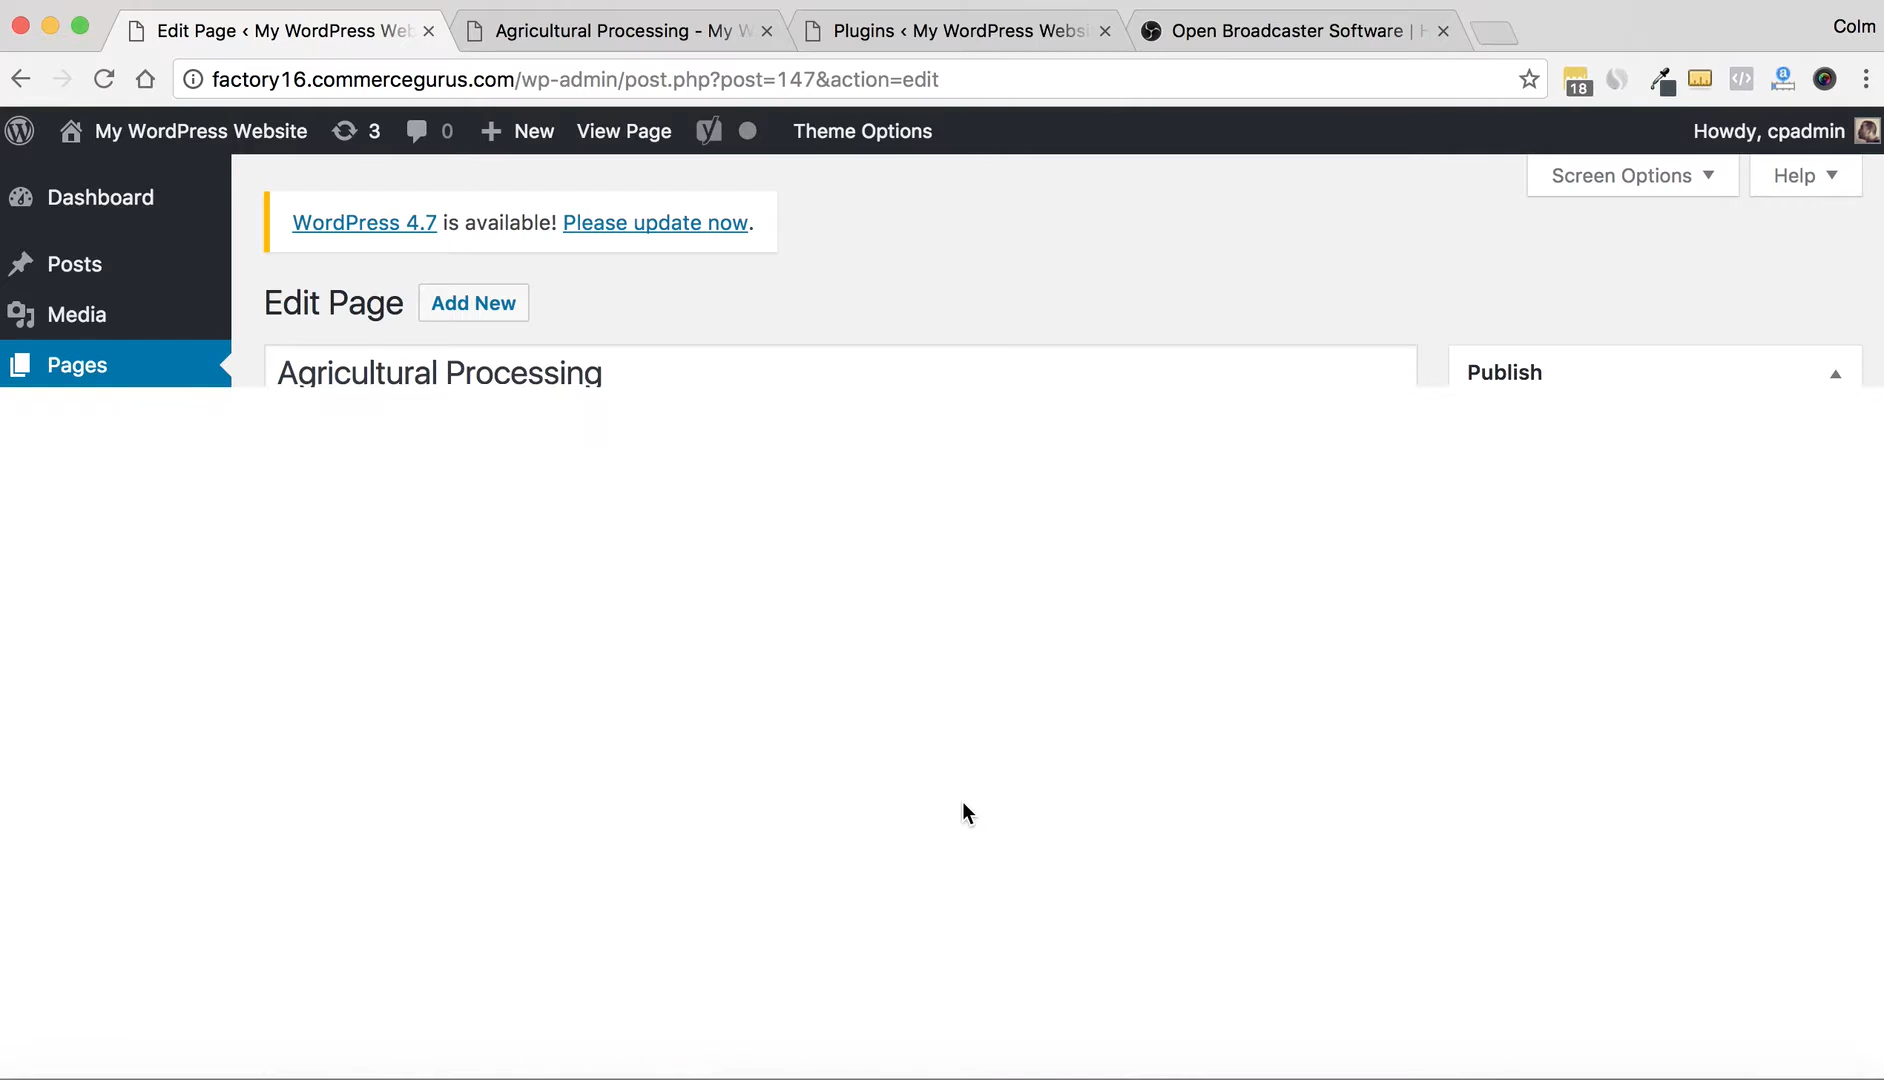 Edit Page ‹ My WordPress Web
Agricultural Processing - My W
Plugins ‹ My WordPress Websi
Open Broadcaster Software | H
Colm
factory16.commercegurus.com/wp-admin/post.php?post=147&action=edit
18
My WordPress Website 3 0 New View Page Theme Options Howdy, cpadmin
Screen Options Help
Dashboard
WordPress 4.7 is available! Please update now.
Posts
Edit Page Add New
Media
Pages
Agricultural Processing
Publish